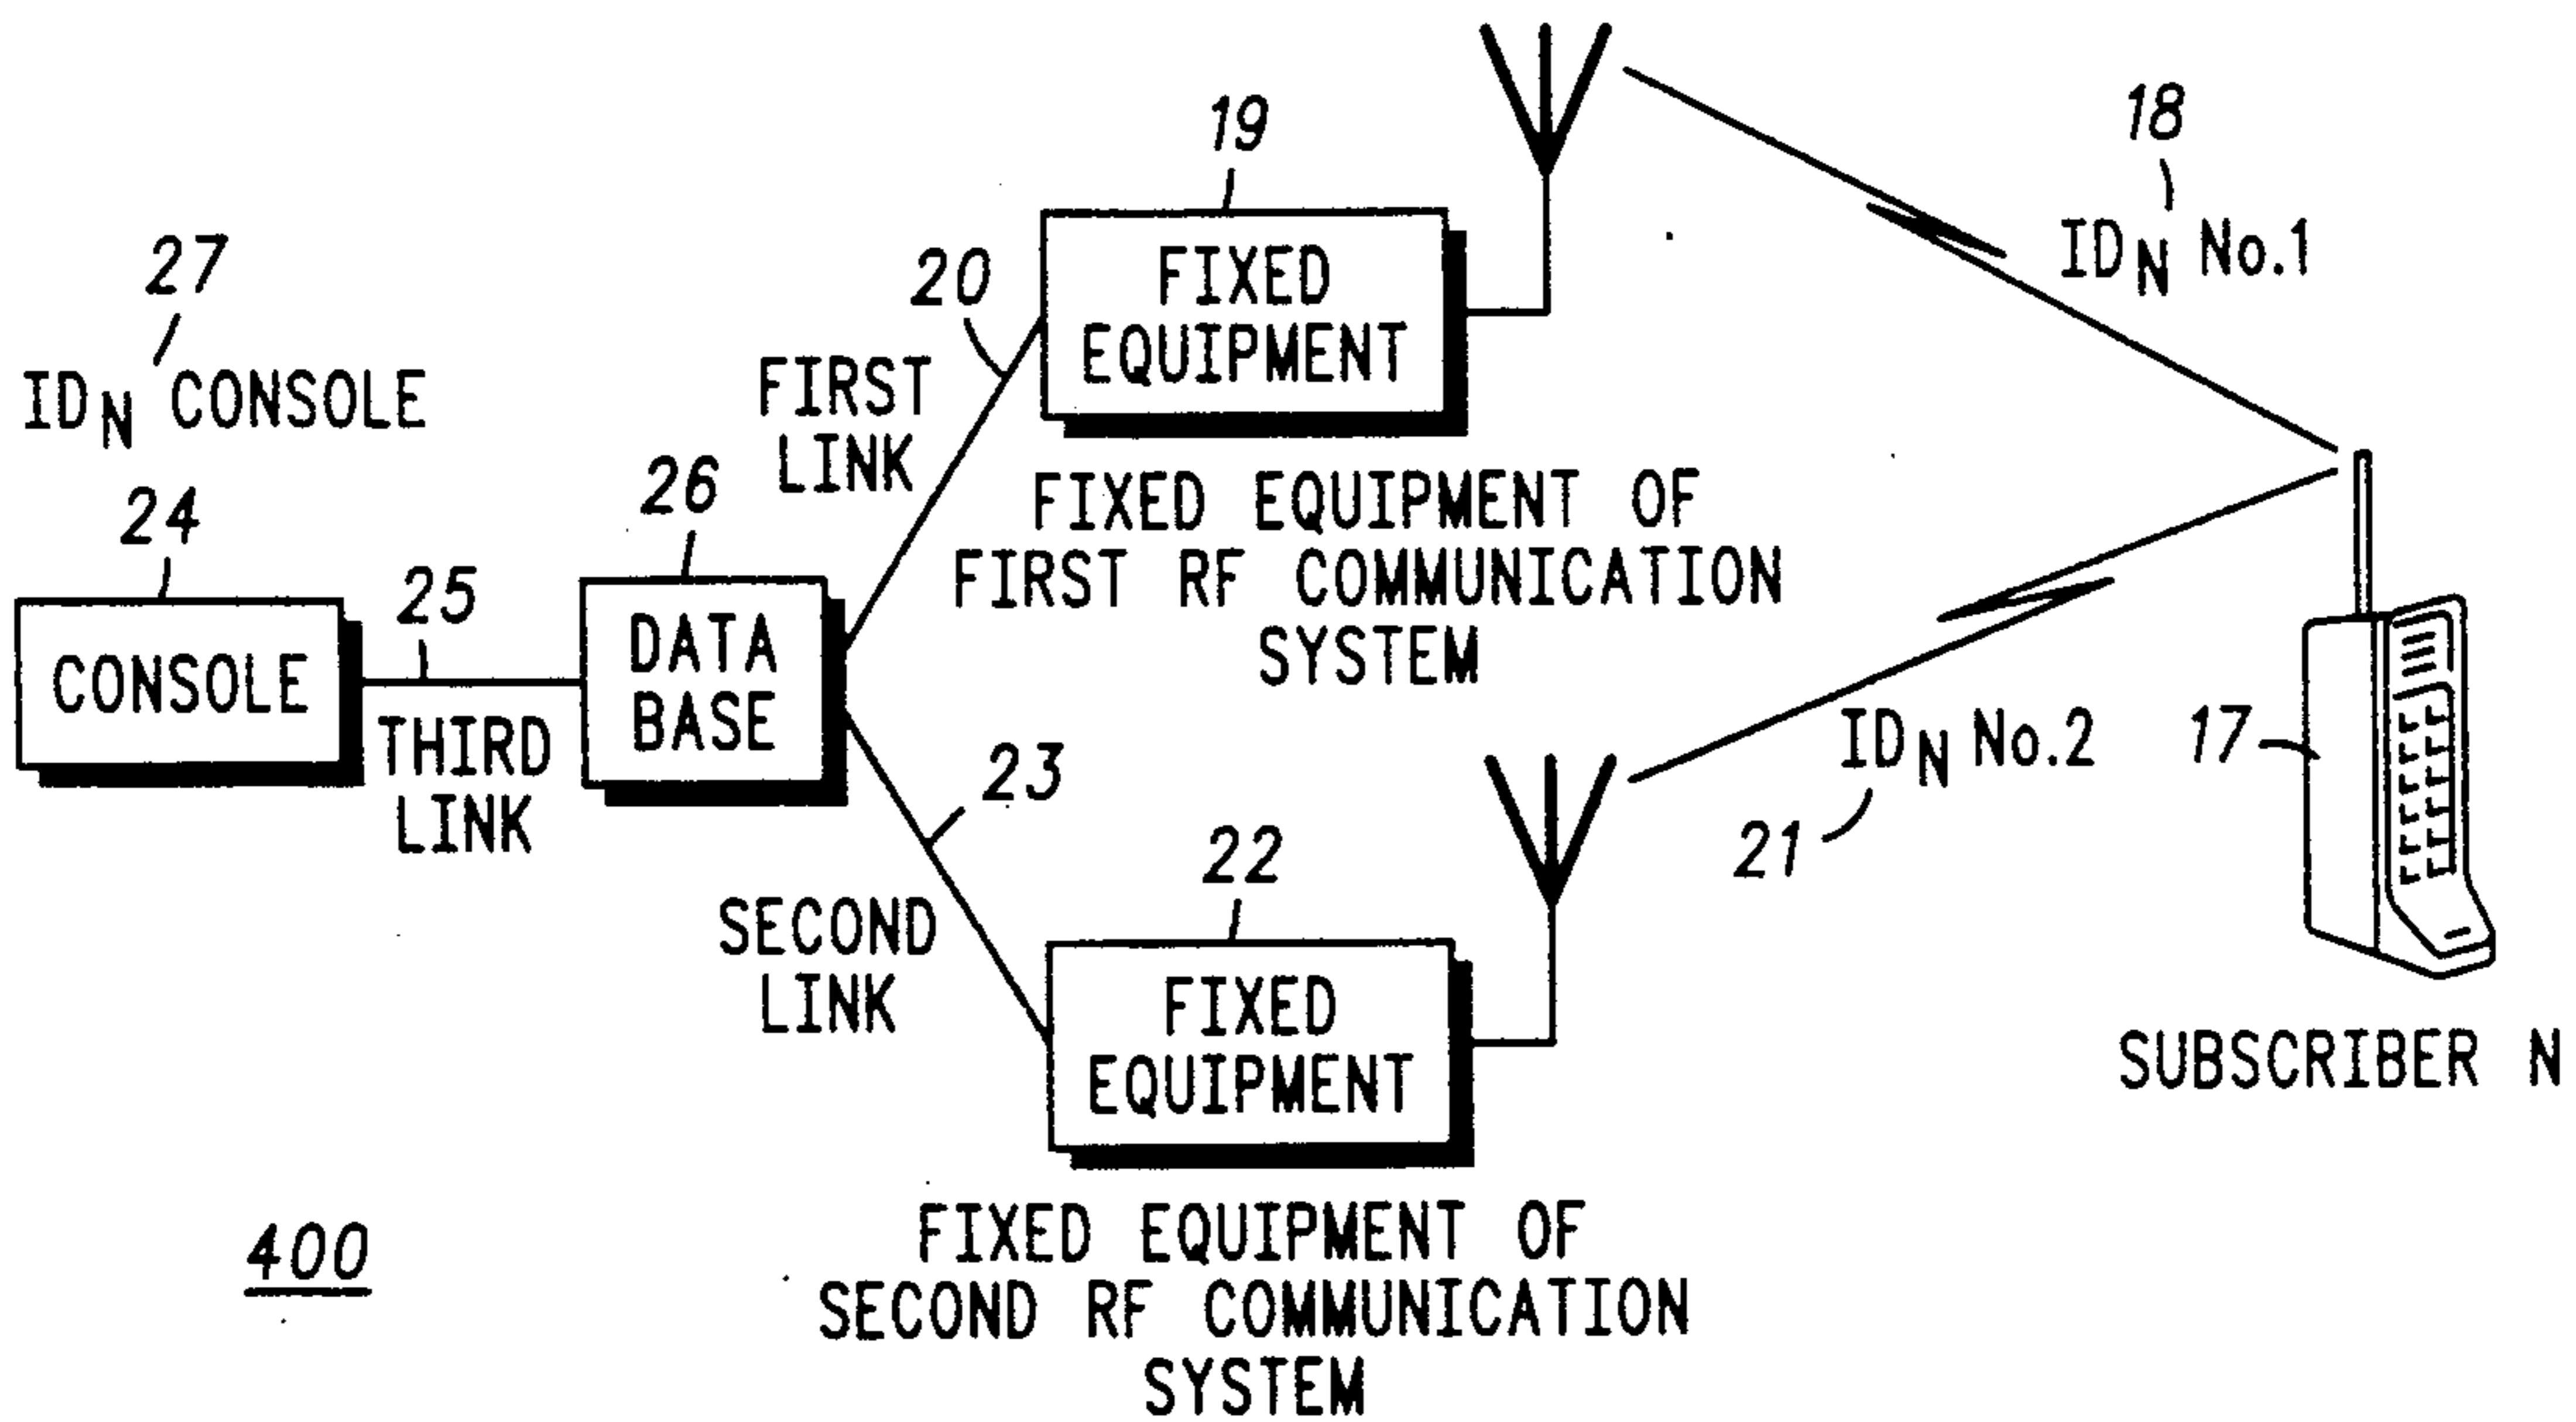 18
19
27
20
FIXED
EQUIPMENT
IDN No.1
IDN CONSOLE
FIRST
LINK
24
26
25
FIXED EQUIPMENT OF
FIRST RF COMMUNICATION
SYSTEM
CONSOLE
DATA
BASE
THIRD
LINK
23
IDN No.2
17
21
22
SECOND
LINK
FIXED
EQUIPMENT
SUBSCRIBER N
400
FIXED EQUIPMENT OF
SECOND RF COMMUNICATION
SYSTEM